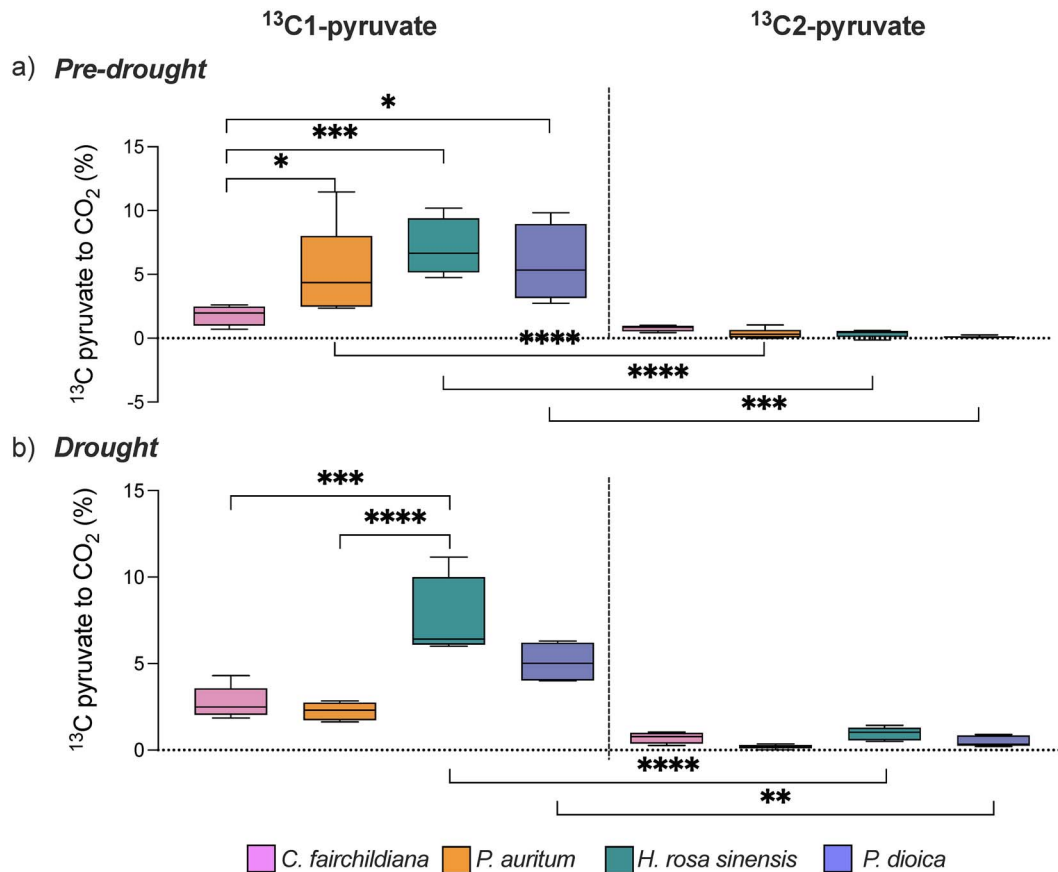 ¹³C1-pyruvate
¹³C2-pyruvate
a) Pre-drought
¹³C pyruvate to CO₂ (%)
15
10
5
0
-5
*
***
*
****
****
***
b) Drought
¹³C pyruvate to CO₂ (%)
15
10
5
0
***
****
****
**
C. fairchildiana P. auritum H. rosa sinensis P. dioica